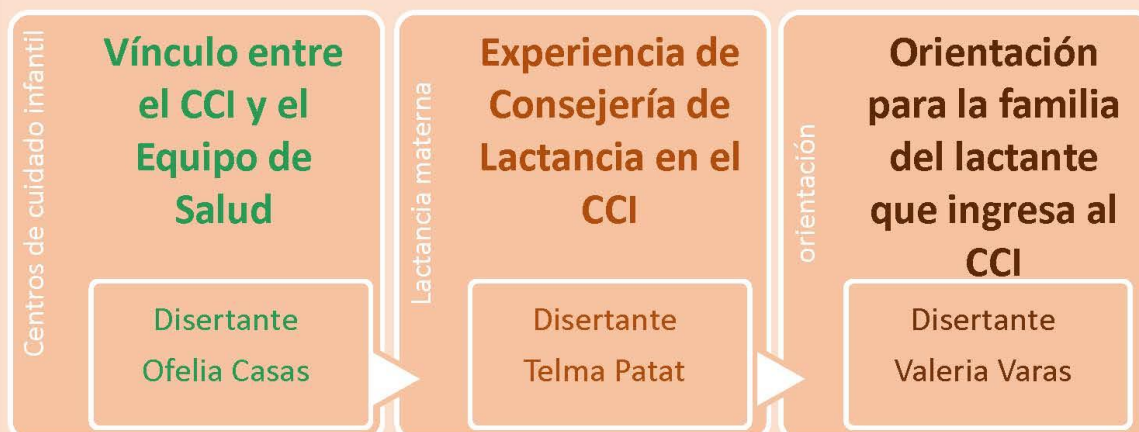 Centros de cuidado infantil
Vínculo entre
el CCI y el
Equipo de
Salud
Disertante
Ofelia Casas
Lactancia materna
Experiencia de
Consejería de
Lactancia en el
CCI
Disertante
Telma Patat
orientación
Orientación
para la familia
del lactante
que ingresa al
CCI
Disertante
Valeria Varas